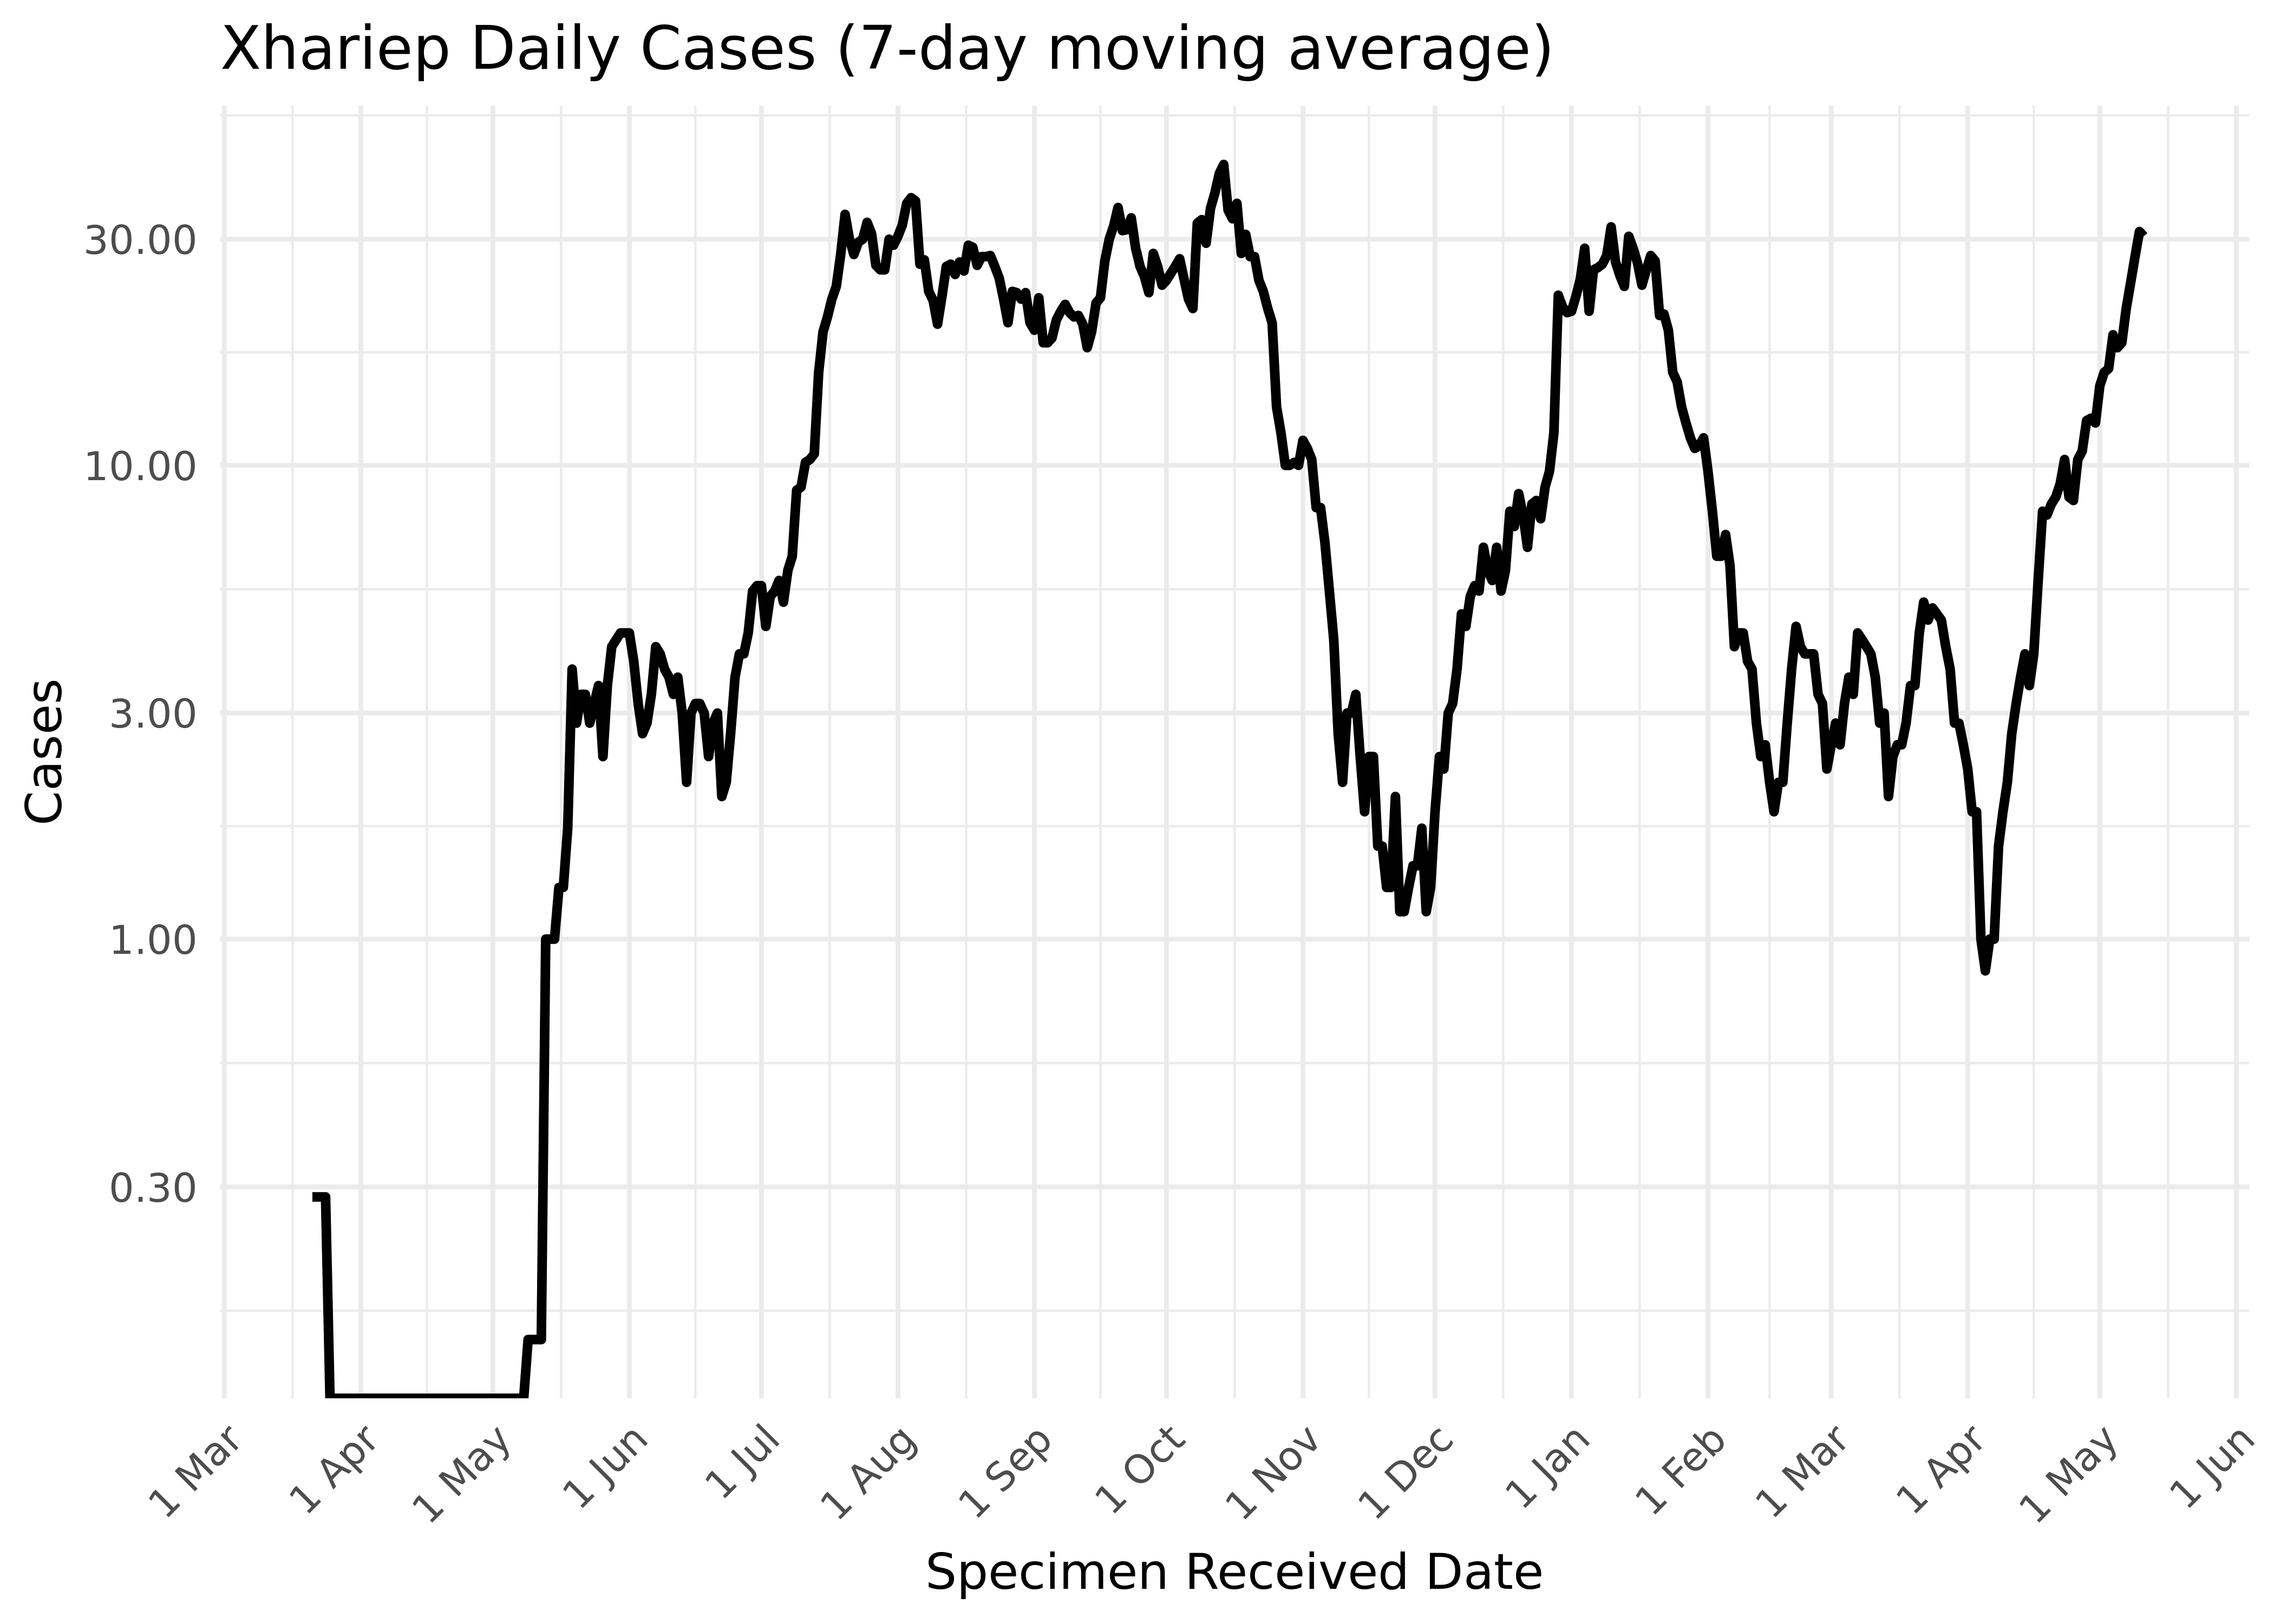 Xhariep Daily Cases (7-day moving average)
Cases
30.00
10.00
3.00
1.00
0.30
1 Mar
1 Apr
1 May
1 Jun
1 Jul
1 Aug
1 Sep
1 Oct
1 Nov
1 Dec
1 Jan
1 Feb
1 Mar
1 Apr
1 May
1 Jun
Specimen Received Date